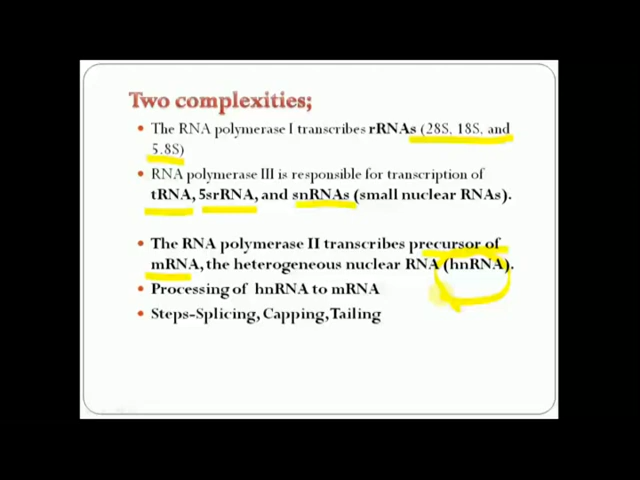 Two complexities;
• The RNA polymerase I transcribes rRNAs (28S, 18S, and
5.8S)
• RNA polymerase III is responsible for transcription of
tRNA, 5srRNA, and snRNAs (small nuclear RNAs).
• The RNA polymerase II transcribes precursor of
mRNA, the heterogeneous nuclear RNA (hnRNA).
• Processing of hnRNA to mRNA
• Steps-Splicing, Capping, Tailing